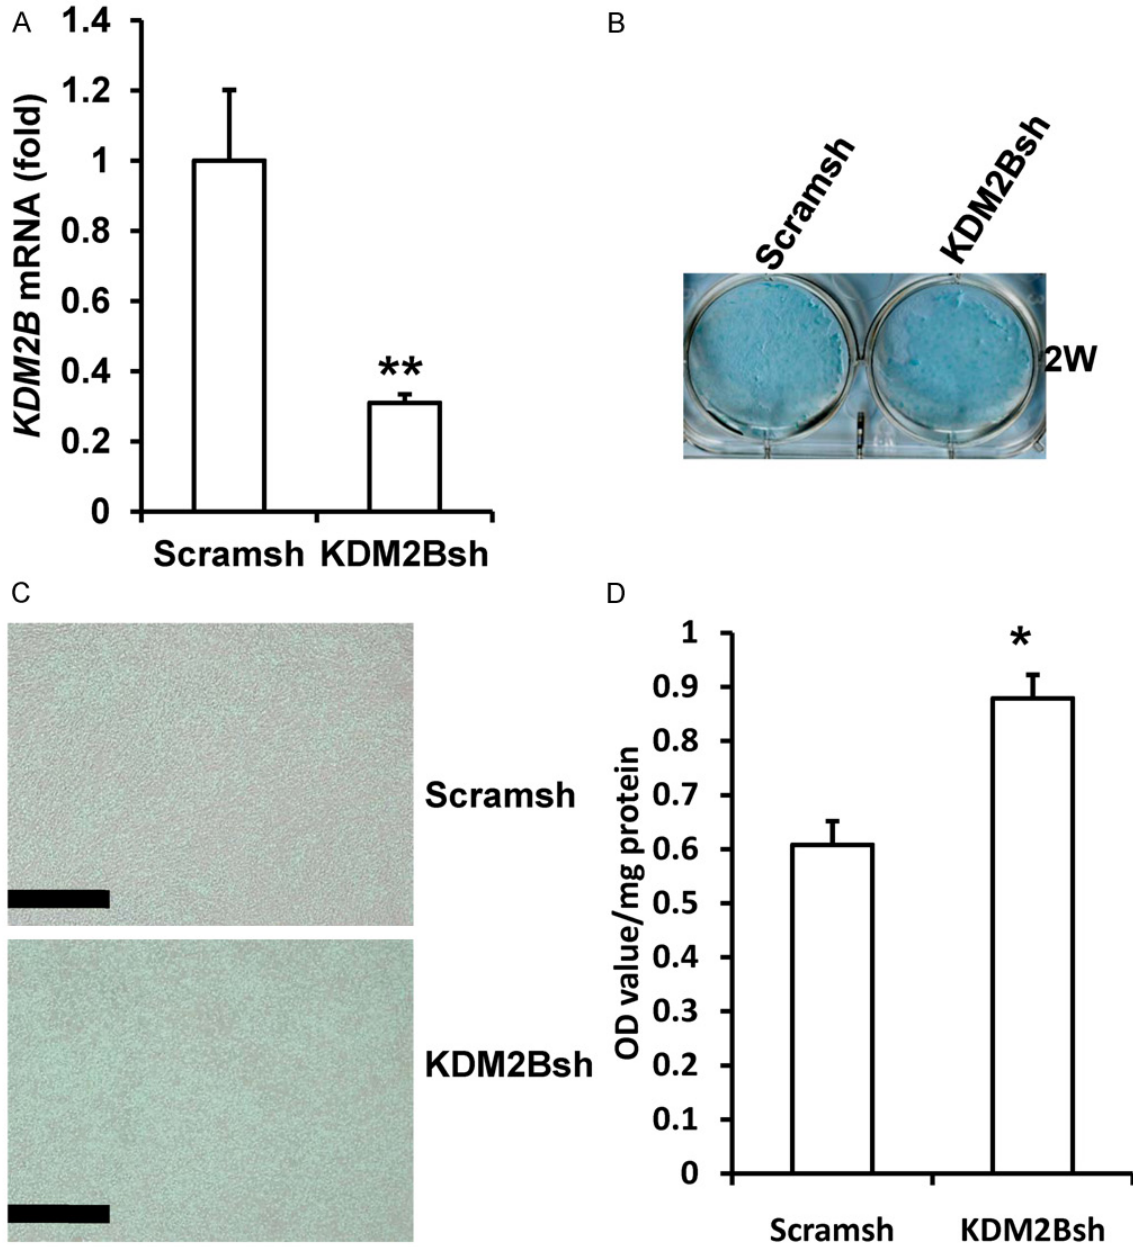 A
1.4
1.2
1
0.8
0.6
0.4
0.2
0
KDM2B mRNA (fold)
**
Scramsh KDM2Bsh
B
Scramsh
KDM2Bsh
2W
C
Scramsh
KDM2Bsh
D
1
0.9
0.8
0.7
0.6
0.5
0.4
0.3
0.2
0.1
0
OD value/mg protein
*
Scramsh KDM2Bsh